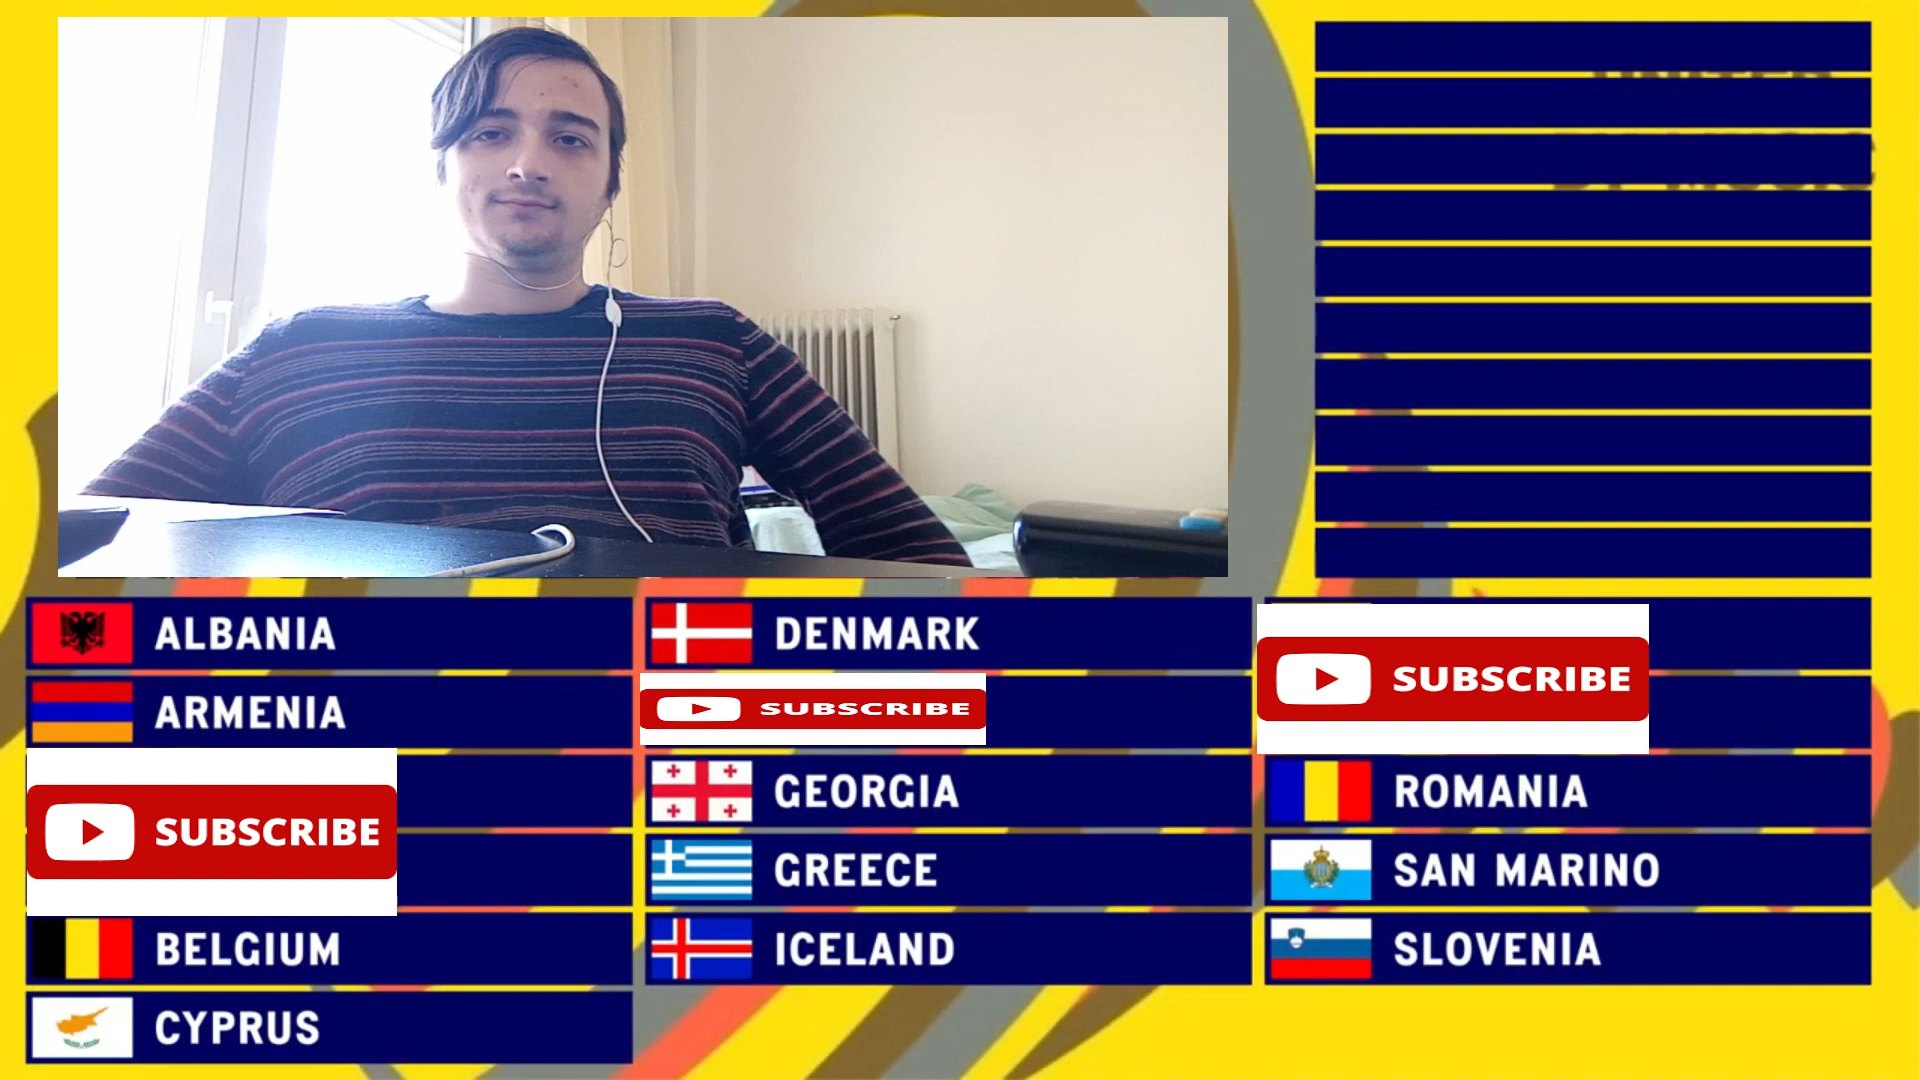 ALBANIA
DENMARK
SUBSCRIBE
ARMENIA
SUBSCRIBE
GEORGIA
ROMANIA
SUBSCRIBE
GREECE
SAN MARINO
BELGIUM
ICELAND
SLOVENIA
CYPRUS